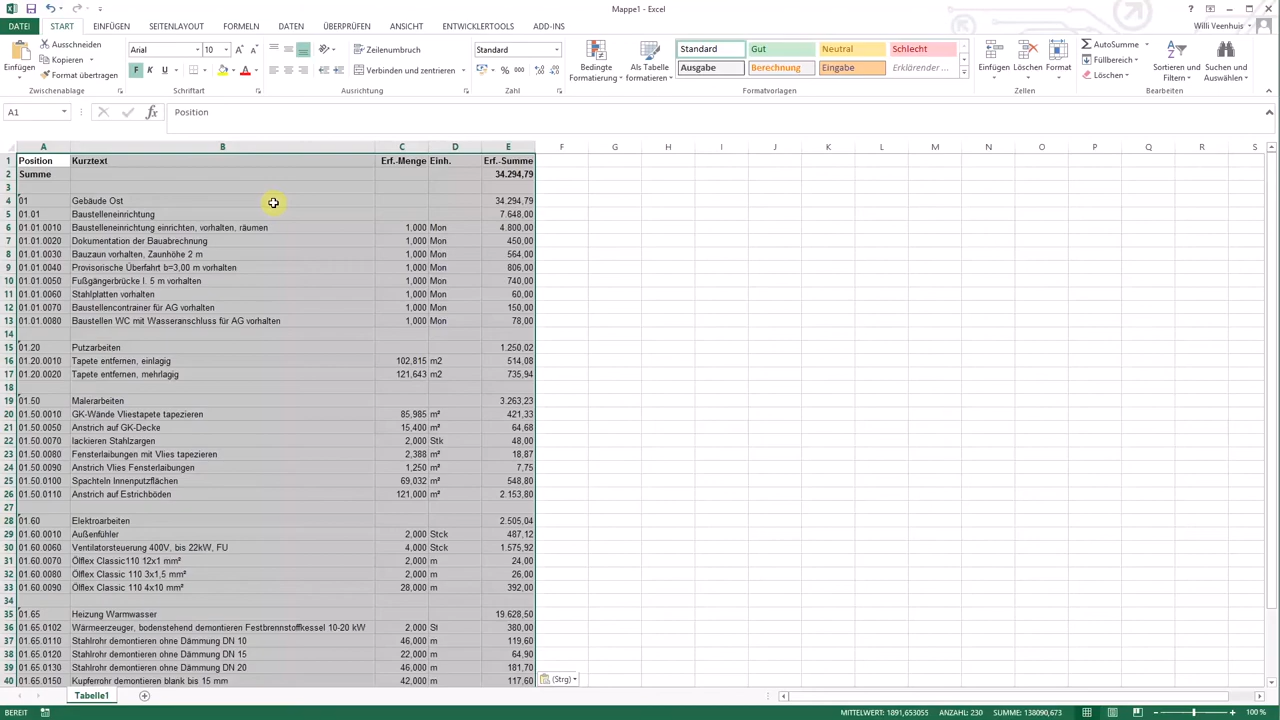 Mappe1 - Excel
DATEI START EINFÜGEN SEITENLAYOUT FORMELN DATEN ÜBERPRÜFEN ANSICHT ENTWICKLERTOOLS ADD-INS
Willi Veenhuis
Einfügen
Ausschneiden
Kopieren
Format übertragen
Zwischenablage
Arial 10
F K U
Schriftart
Zeilenumbruch
Verbinden und zentrieren
Ausrichtung
Standard
Zahl
Bedingte Formatierung
Als Tabelle formatieren
Standard Gut Neutral Schlecht
Ausgabe Berechnung Eingabe Erklärender ...
Formatvorlagen
Einfügen Löschen Format
Zellen
AutoSumme
Füllbereich
Löschen
Sortieren und Filtern
Suchen und Auswählen
Bearbeiten
A1 fx Position
A B C D E F G H I J K L M N O P Q R S
1 Position Kurztext Erf.-Menge Einh. Erf.-Summe
2 Summe 34.294,79
3
4 01 Gebäude Ost 34.294,79
5 01.01 Baustelleneinrichtung 7.648,00
6 01.01.0010 Baustelleneinrichtung einrichten, vorhalten, räumen 1,000 Mon 4.800,00
7 01.01.0020 Dokumentation der Bauabrechnung 1,000 Mon 450,00
8 01.01.0030 Bauzaun vorhalten, Zaunhöhe 2 m 1,000 Mon 564,00
9 01.01.0040 Provisorische Überfahrt b=3,00 m vorhalten 1,000 Mon 806,00
10 01.01.0050 Fußgängerbrücke l. 5 m vorhalten 1,000 Mon 740,00
11 01.01.0060 Stahlplatten vorhalten 1,000 Mon 60,00
12 01.01.0070 Baustellencontainer für AG vorhalten 1,000 Mon 150,00
13 01.01.0080 Baustellen WC mit Wasseranschluss für AG vorhalten 1,000 Mon 78,00
14
15 01.20 Putzarbeiten 1.250,02
16 01.20.0010 Tapete entfernen, einlagig 102,815 m2 514,08
17 01.20.0020 Tapete entfernen, mehrlagig 121,643 m2 735,94
18
19 01.50 Malerarbeiten 3.263,23
20 01.50.0010 GK-Wände Vliestapete tapezieren 85,985 m² 421,33
21 01.50.0050 Anstrich auf GK-Decke 15,400 m² 64,68
22 01.50.0070 lackieren Stahlzargen 2,000 Stk 48,00
23 01.50.0080 Fensterlaibungen mit Vlies tapezieren 2,388 m² 18,87
24 01.50.0090 Anstrich Vlies Fensterlaibungen 1,250 m² 7,75
25 01.50.0100 Spachteln Innenputzflächen 69,032 m² 548,80
26 01.50.0110 Anstrich auf Estrichböden 121,000 m² 2.153,80
27
28 01.60 Elektroarbeiten 2.505,04
29 01.60.0010 Außenfühler 2,000 Stck 487,12
30 01.60.0060 Ventilatorsteuerung 400V, bis 22kW, FU 4,000 Stck 1.575,92
31 01.60.0070 Ölflex Classic110 12x1 mm² 2,000 m 24,00
32 01.60.0080 Ölflex Classic 110 3x1,5 mm² 2,000 m 26,00
33 01.60.0090 Ölflex Classic 110 4x10 mm² 28,000 m 392,00
34
35 01.65 Heizung Warmwasser 19.628,50
36 01.65.0102 Wärmeerzeuger, bodenstehend demontieren Festbrennstoffkessel 10-20 kW 2,000 St 380,00
37 01.65.0110 Stahlrohr demontieren ohne Dämmung DN 10 46,000 m 119,60
38 01.65.0120 Stahlrohr demontieren ohne Dämmung DN 15 22,000 m 64,90
39 01.65.0130 Stahlrohr demontieren ohne Dämmung DN 20 46,000 m 181,70
40 01.65.0150 Kupferrohr demontieren blank bis 15 mm 42,000 m 117,60
(Strg)
Tabelle1
BEREIT MITTELWERT: 1891,653055 ANZAHL: 230 SUMME: 138090,673 100 %